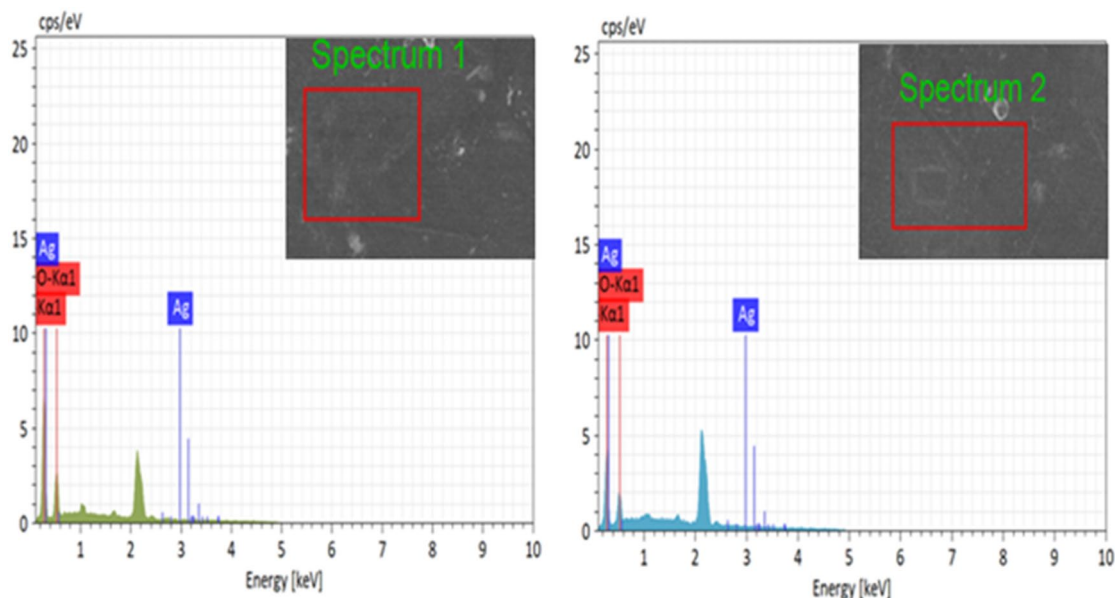 cps/eV
25
20
15
10
5
0
Spectrum 1
Ag
O-Kα1
Kα1
Ag
1 2 3 4 5 6 7 8 9 10
Energy [keV]
cps/eV
25
20
15
10
5
0
Spectrum 2
Ag
O-Kα1
Kα1
Ag
1 2 3 4 5 6 7 8 9 10
Energy [keV]